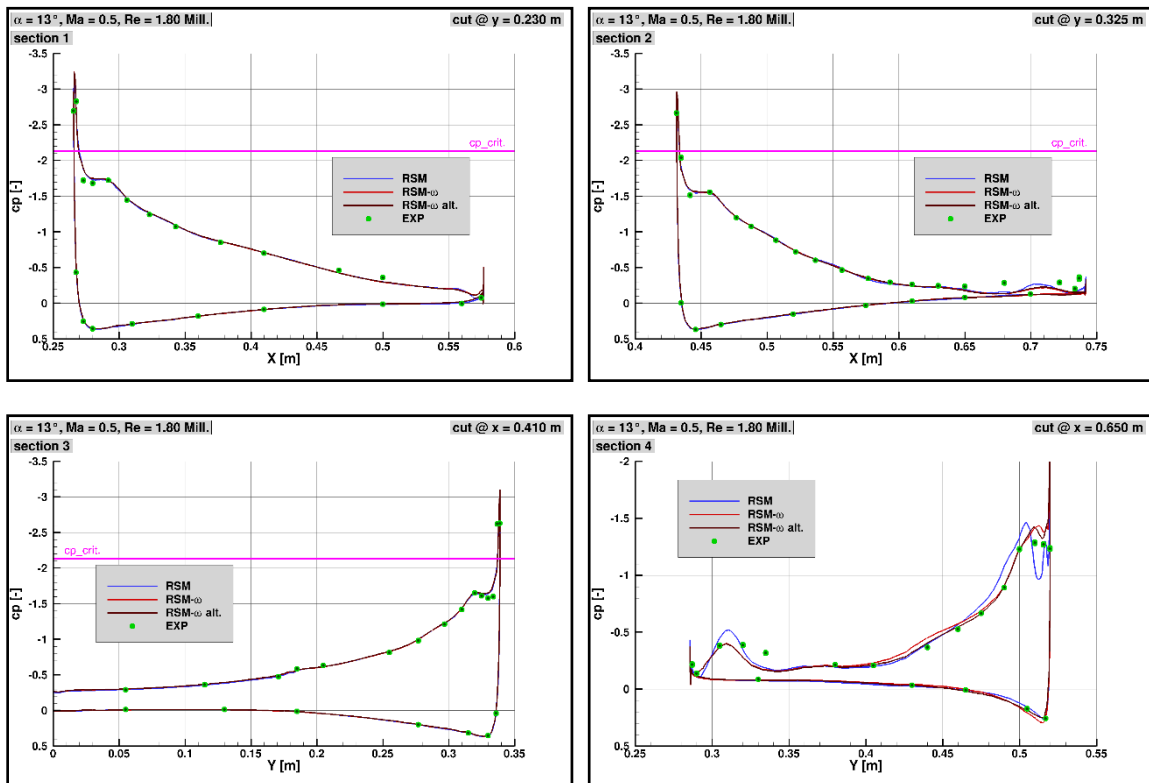 α = 13°, Ma = 0.5, Re = 1.80 Mill.
cut @ y = 0.230 m
section 1
-3.5
-3
-2.5
-2
-1.5
-1
-0.5
0
0.5
cp [-]
cp_crit.
RSM
RSM-ω
RSM-ω alt.
EXP
0.25 0.3 0.35 0.4 0.45 0.5 0.55 0.6
X [m]
α = 13°, Ma = 0.5, Re = 1.80 Mill.
cut @ y = 0.325 m
section 2
-3.5
-3
-2.5
-2
-1.5
-1
-0.5
0
0.5
cp [-]
cp_crit.
RSM
RSM-ω
RSM-ω alt.
EXP
0.4 0.45 0.5 0.55 0.6 0.65 0.7 0.75
X [m]
α = 13°, Ma = 0.5, Re = 1.80 Mill.
cut @ x = 0.410 m
section 3
-3.5
-3
-2.5
-2
-1.5
-1
-0.5
0
0.5
cp [-]
cp_crit.
RSM
RSM-ω
RSM-ω alt.
EXP
0 0.05 0.1 0.15 0.2 0.25 0.3 0.35
Y [m]
α = 13°, Ma = 0.5, Re = 1.80 Mill.
cut @ x = 0.650 m
section 4
-2
-1.5
-1
-0.5
0
0.5
cp [-]
RSM
RSM-ω
RSM-ω alt.
EXP
0.3 0.35 0.4 0.45 0.5 0.55
Y [m]